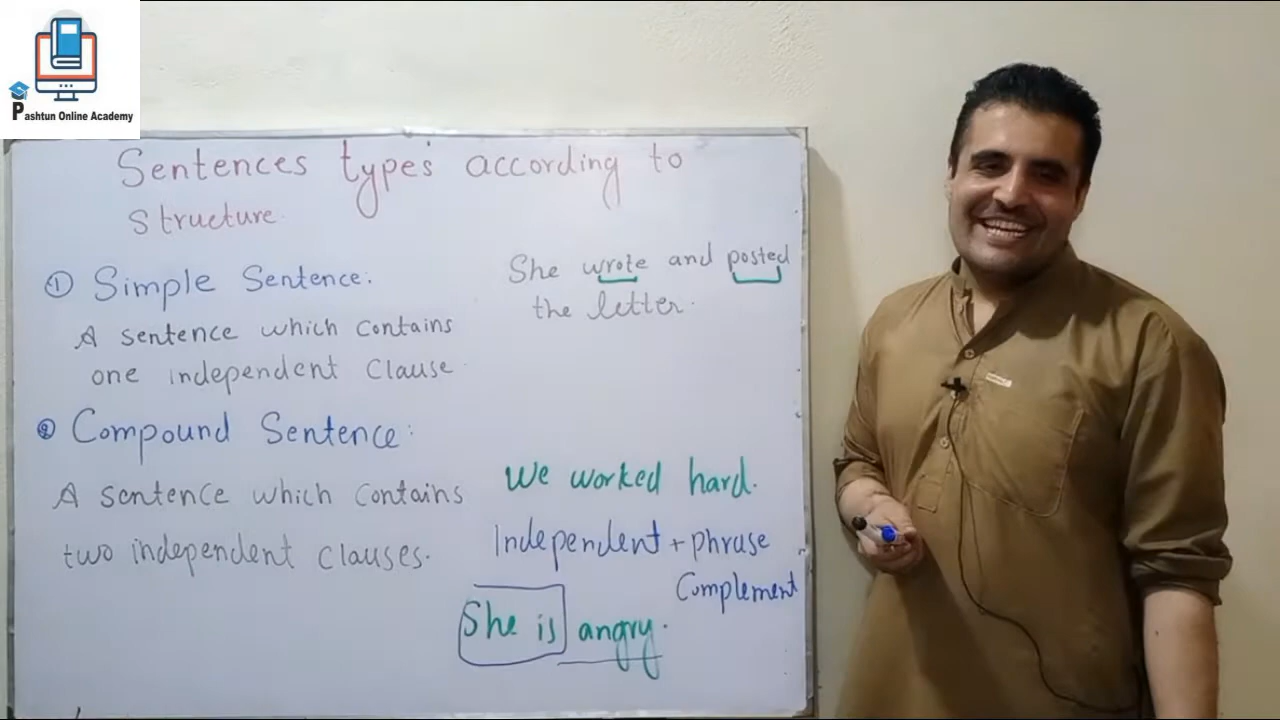 Pashtun Online Academy
Sentences types according to
structure.
① Simple Sentence:
A sentence which contains
one independent clause.
② Compound Sentence:
A sentence which contains
two independent clauses.
She wrote and posted
the letter.
We worked hard.
Independent + phrase
Complement
She is angry.